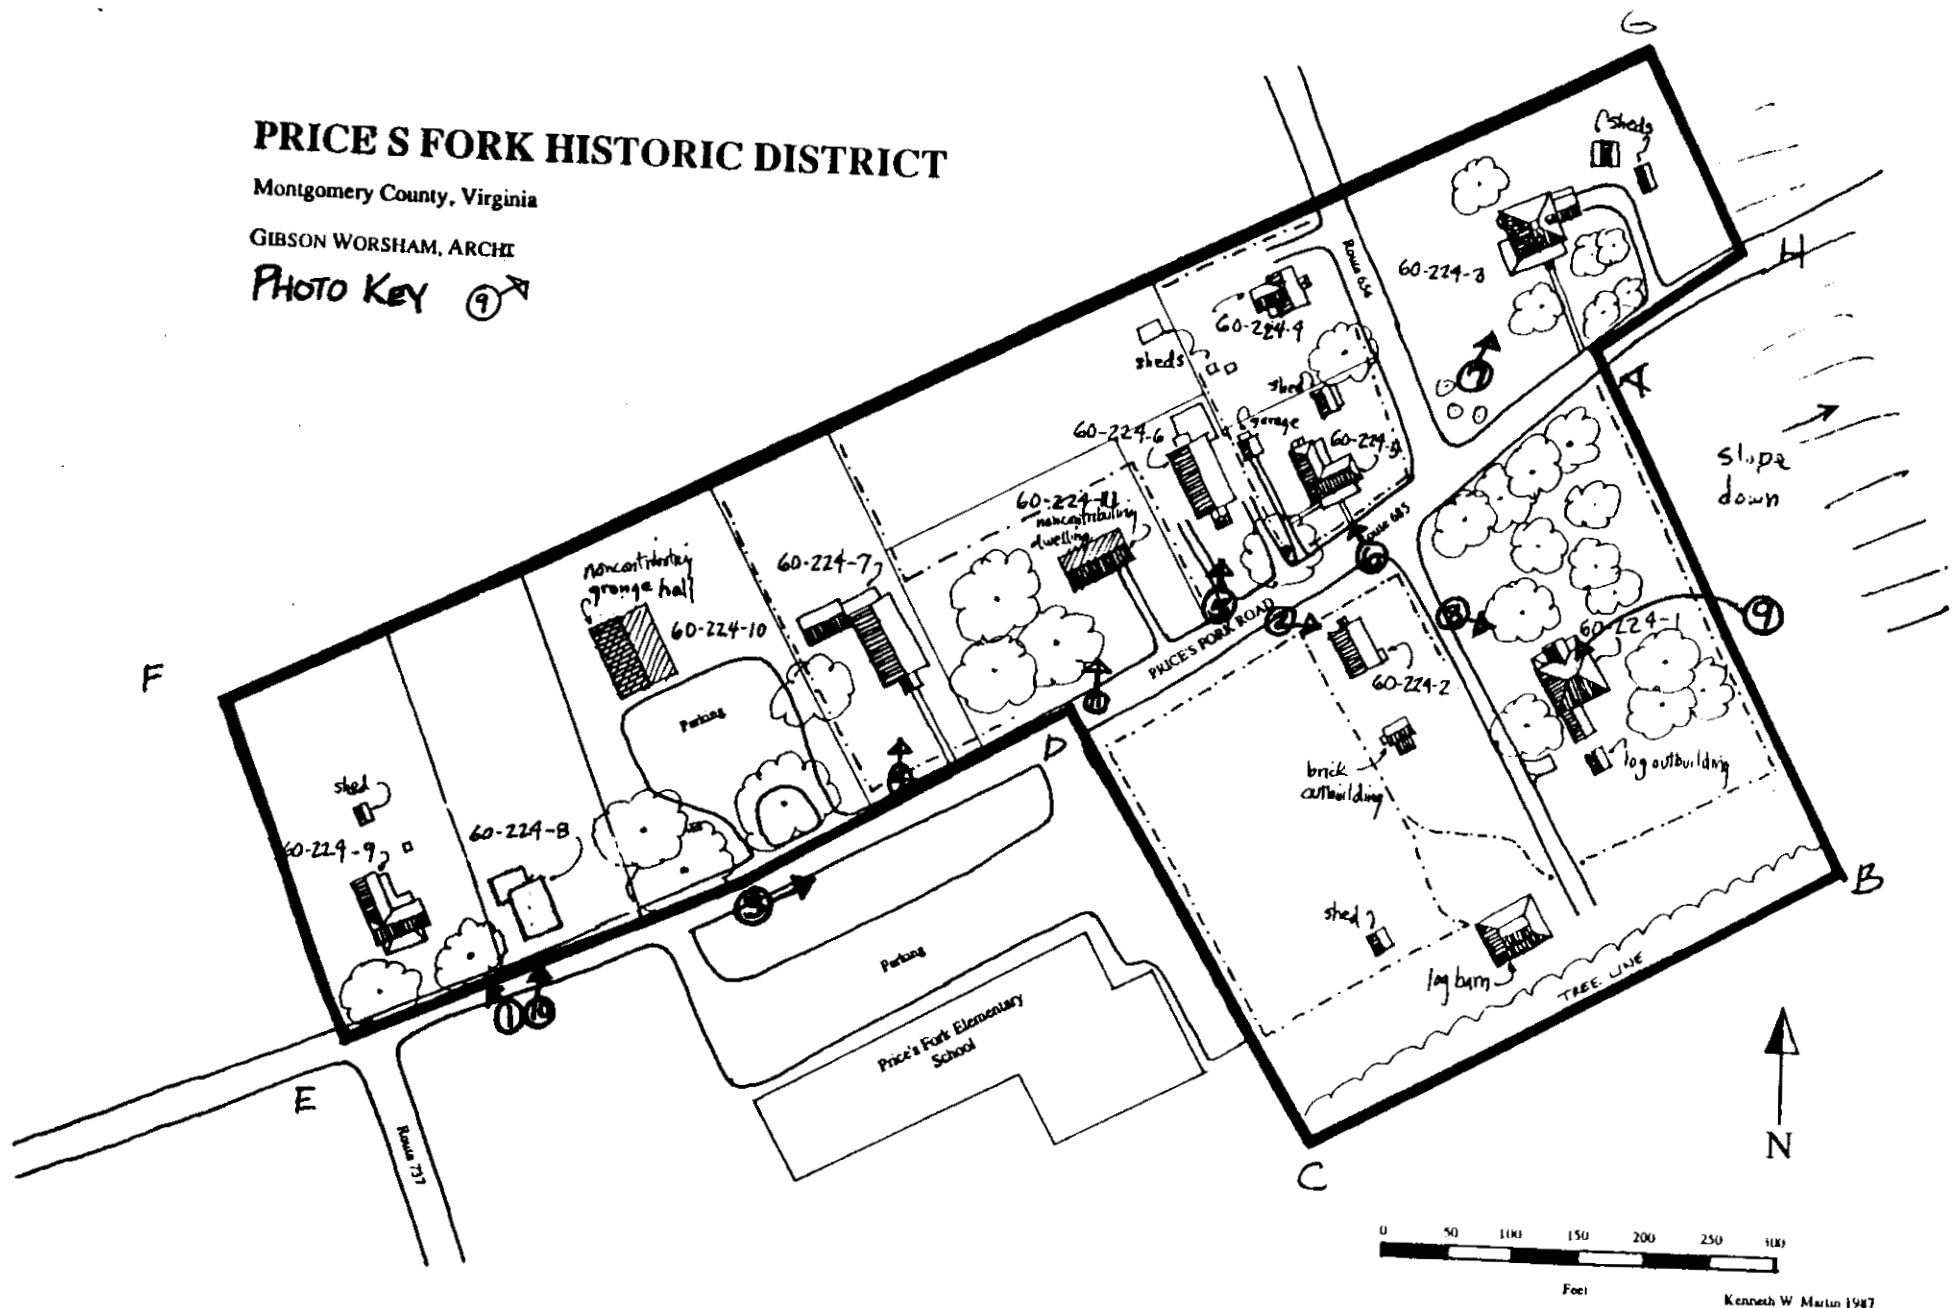 PRICE S FORK HISTORIC DISTRICT
Montgomery County, Virginia
GIBSON WORSHAM, ARCHI
PHOTO KEY 9
G
sheds
H
Route 656
60-224-3
60-224-4
sheds
shed
7
A
garage
60-224-6
60-224-5
slope
down
60-224-11
noncontributing
dwelling
Route 685
6
noncontributing
grange hall
60-224-7
60-224-10
5
2
PRICE'S FORK ROAD
8
9
60-224-1
60-224-2
F
Parking
11
D
4
brick
outbuilding
log outbuilding
shed
60-224-9
60-224-8
3
B
Parking
shed
log barn
TREE LINE
1
10
Price's Fork Elementary
School
E
Route 737
C
N
0 50 100 150 200 250 300
Feet
Kenneth W Martin 1987